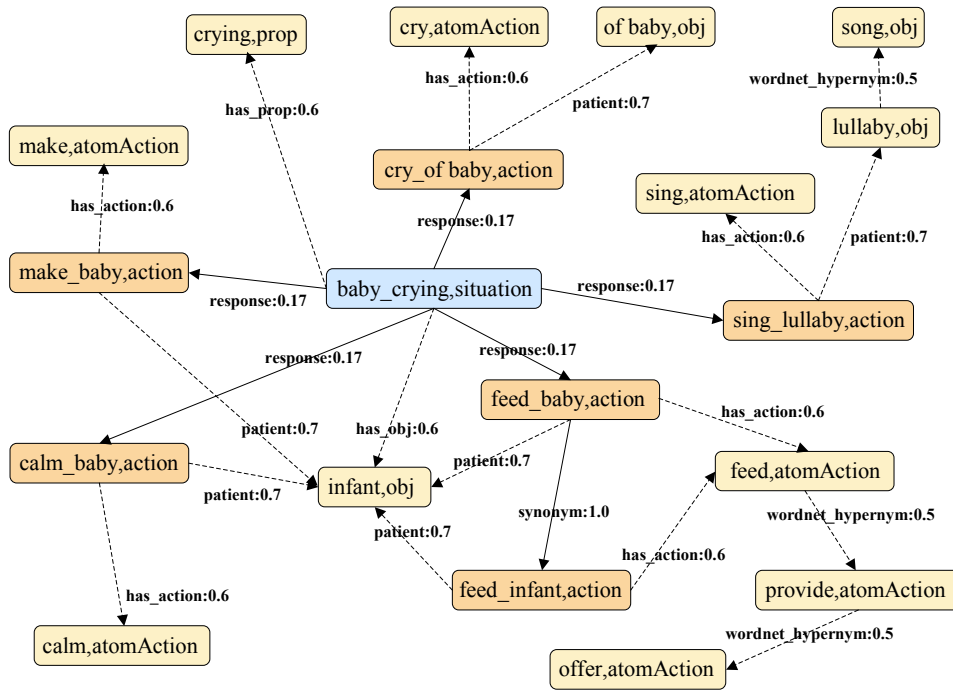 crying,prop
cry,atomAction
of baby,obj
song,obj
has_action:0.6
wordnet_hypernym:0.5
has_prop:0.6
patient:0.7
make,atomAction
lullaby,obj
cry_of baby,action
sing,atomAction
has_action:0.6
response:0.17
has_action:0.6
patient:0.7
make_baby,action
baby_crying,situation
response:0.17
response:0.17
sing_lullaby,action
response:0.17
response:0.17
feed_baby,action
has_action:0.6
patient:0.7
has_obj:0.6
calm_baby,action
patient:0.7
feed,atomAction
patient:0.7
infant,obj
synonym:1.0
wordnet_hypernym:0.5
patient:0.7
has_action:0.6
feed_infant,action
provide,atomAction
has_action:0.6
calm,atomAction
wordnet_hypernym:0.5
offer,atomAction